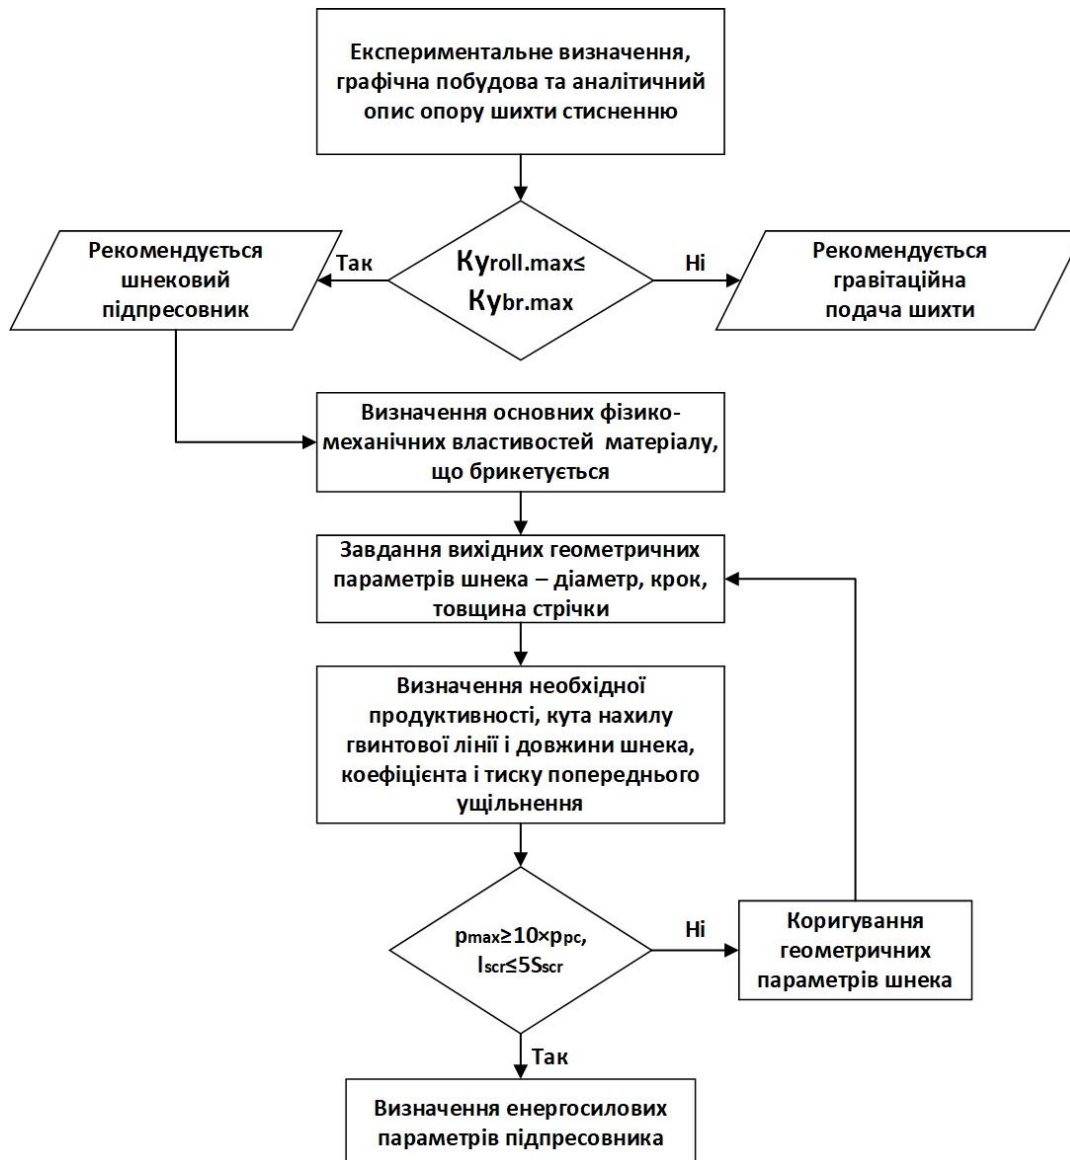 Експериментальне визначення,
графічна побудова та аналітичний
опис опору шихти стисненню
Рекомендується
шнековий
підпресовник
Так
Kyroll.max≤
Kybr.max
Ні
Рекомендується
гравітаційна
подача шихти
Визначення основних фізико-
механічних властивостей матеріалу,
що брикетується
Завдання вихідних геометричних
параметрів шнека – діаметр, крок,
товщина стрічки
Визначення необхідної
продуктивності, кута нахилу
гвинтової лінії і довжини шнека,
коефіцієнта і тиску попереднього
ущільнення
pmax≥10×ppc,
lscr≤5Sscr
Ні
Коригування
геометричних
параметрів шнека
Так
Визначення енергосилових
параметрів підпресовника